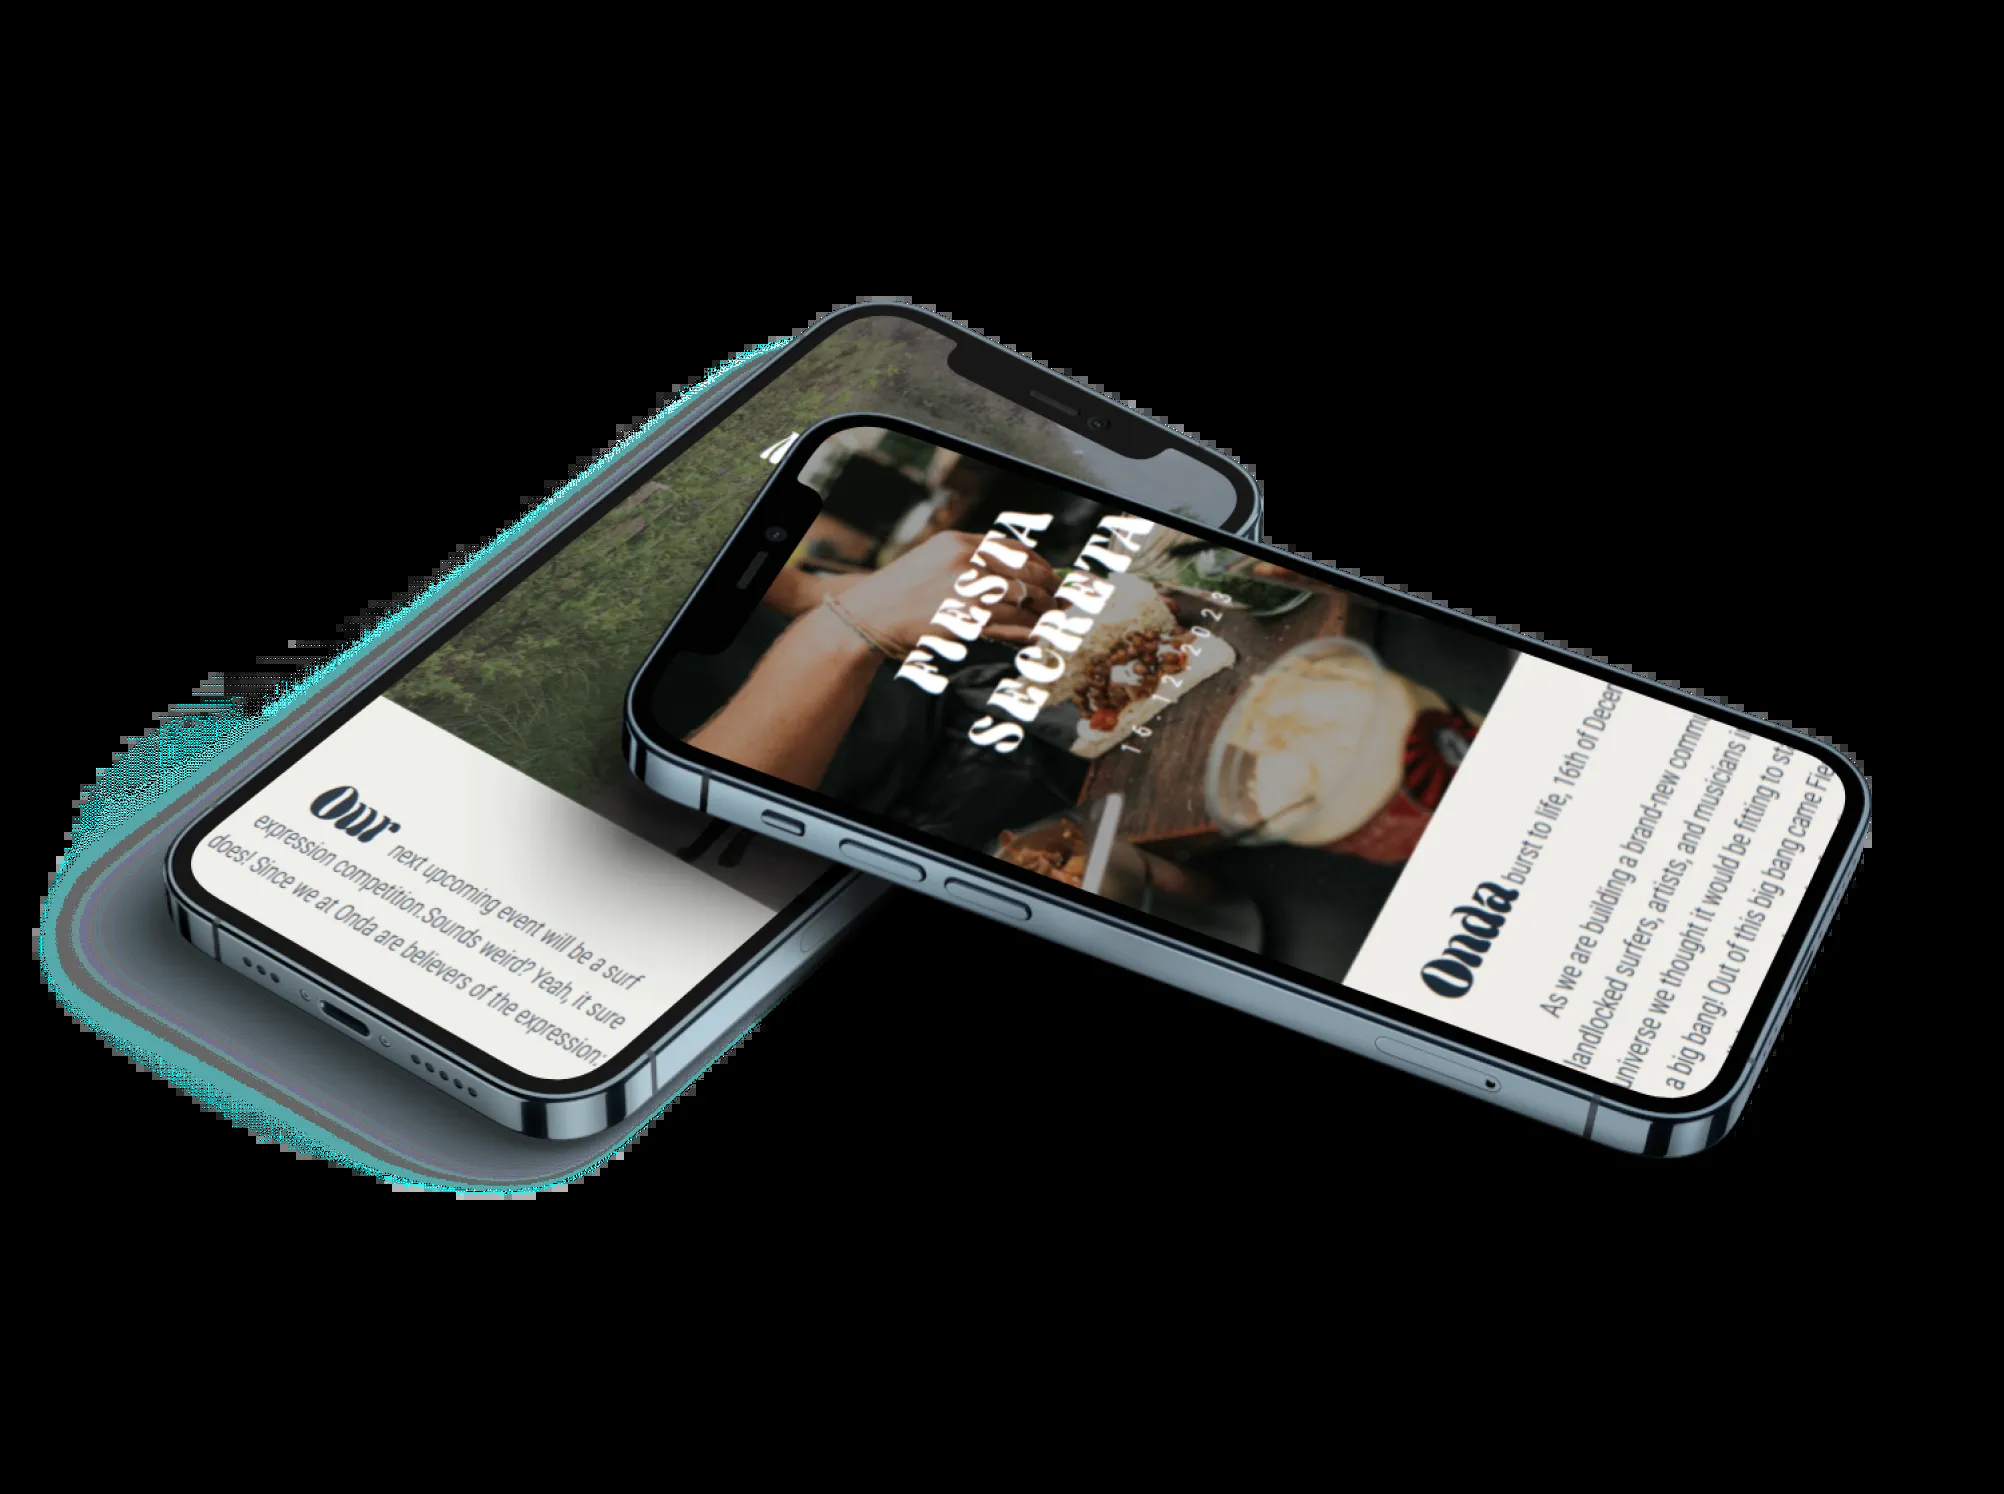 Our next upcoming event will be a surf
expression competition.Sounds weird? Yeah, it sure
does! Since we at Onda are believers of the expression:
FIESTA
SECRETA
16.12.2023
Onda burst to life, 16th of Decem
As we are building a brand-new commu
landlocked surfers, artists, and musicians i
universe we thought it would be fitting to sta
a big bang! Out of this big bang came Fie